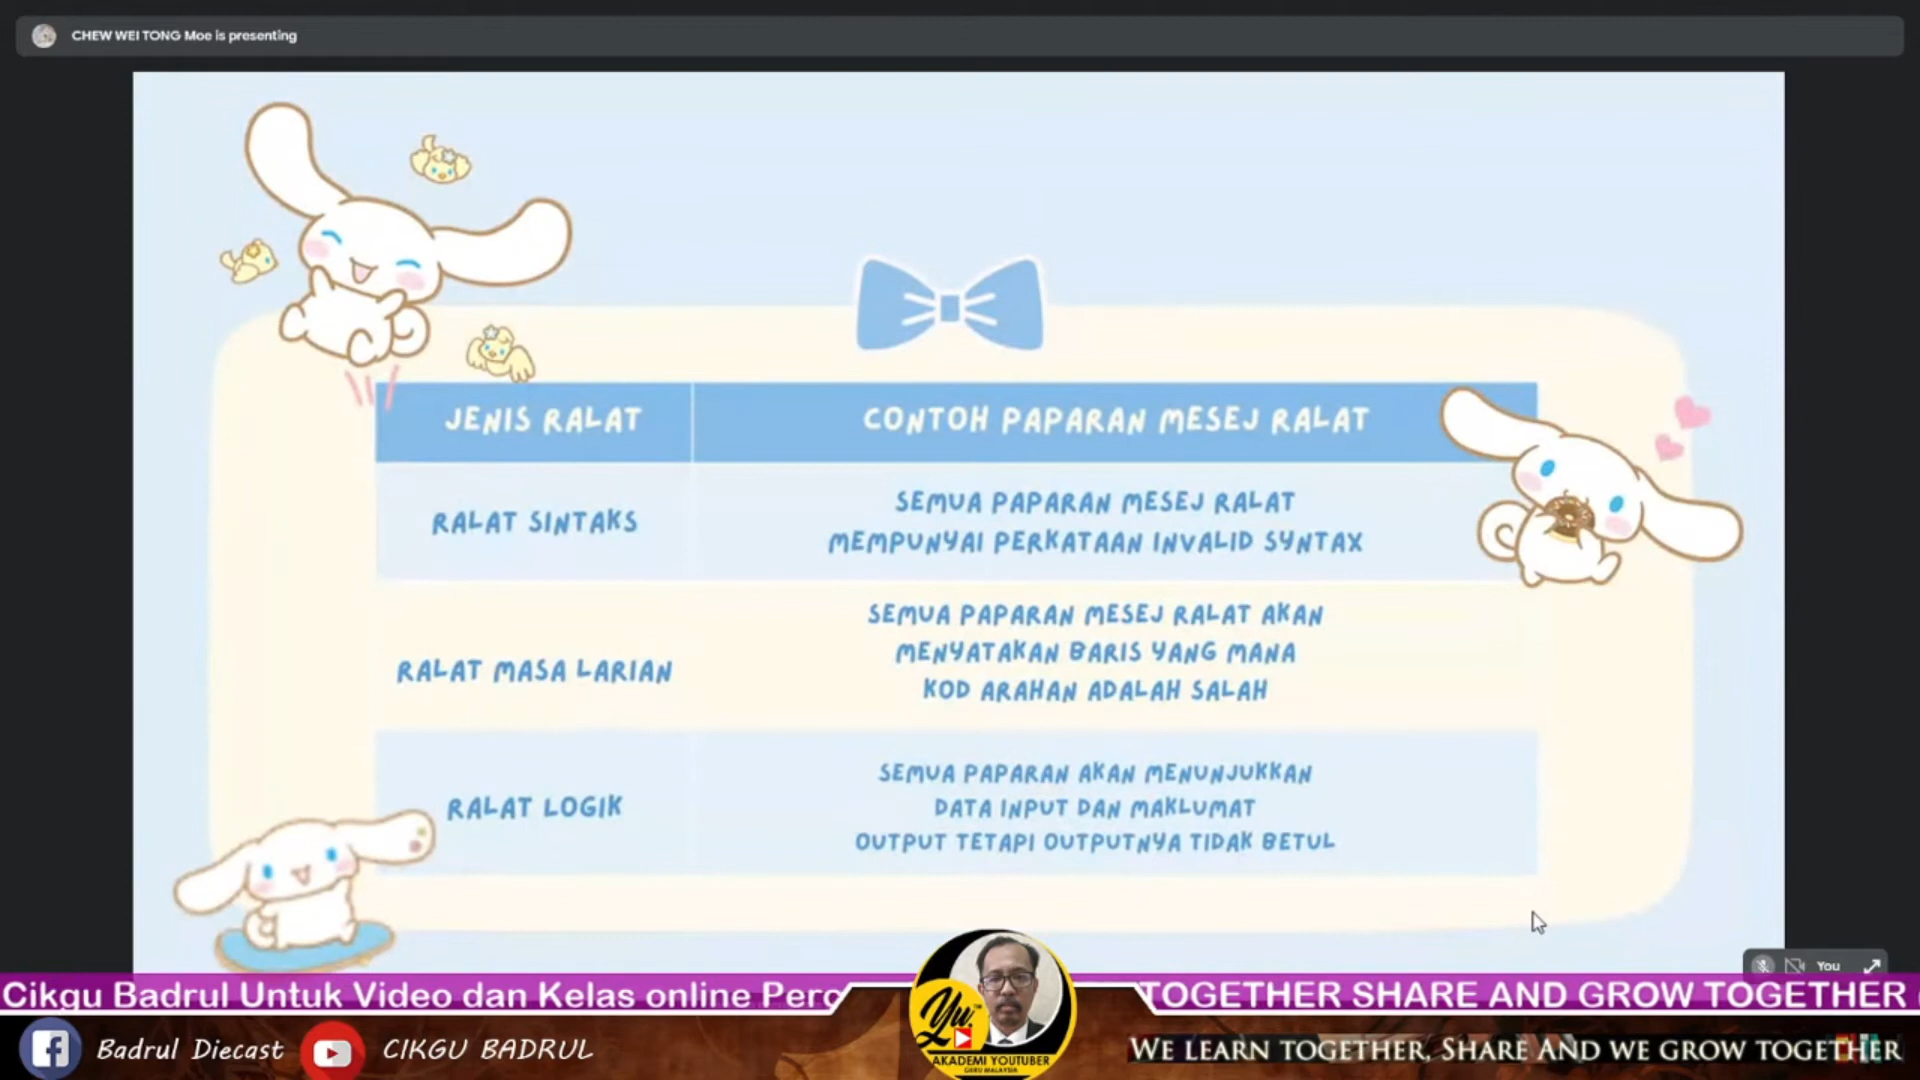 CHEW WEI TONG Moe is presenting
JENIS RALAT
CONTOH PAPARAN MESEJ RALAT
RALAT SINTAKS
SEMUA PAPARAN MESEJ RALAT
MEMPUNYAI PERKATAAN INVALID SYNTAX
RALAT MASA LARIAN
SEMUA PAPARAN MESEJ RALAT AKAN
MENYATAKAN BARIS YANG MANA
KOD ARAHAN ADALAH SALAH
RALAT LOGIK
SEMUA PAPARAN AKAN MENUNJUKKAN
DATA INPUT DAN MAKLUMAT
OUTPUT TETAPI OUTPUTNYA TIDAK BETUL
You
Cikgu Badrul Untuk Video dan Kelas online Perc
TOGETHER SHARE AND GROW TOGETHER
Yu
AKADEMI YOUTUBER
GURU MALAYSIA
Badrul Diecast
CIKGU BADRUL
WE LEARN TOGETHER, SHARE AND WE GROW TOGETHER